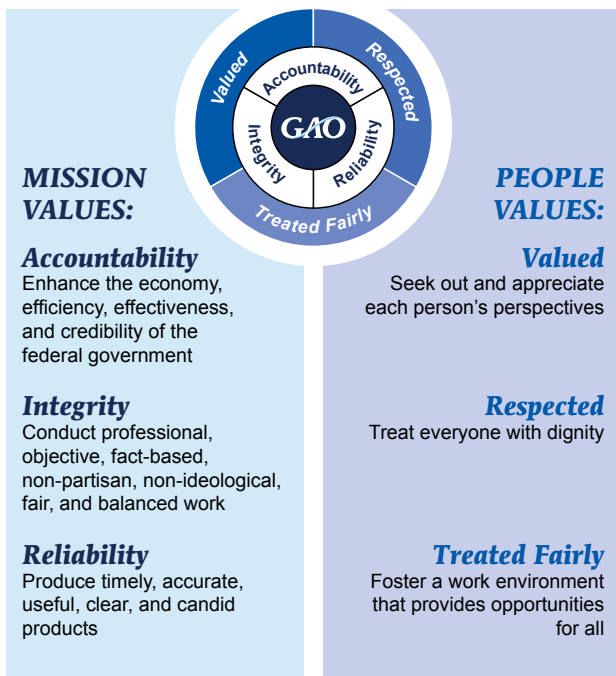 Valued
Respected
Treated Fairly
Accountability
Integrity
Reliability
GAO
MISSION
VALUES:
Accountability
Enhance the economy,
efficiency, effectiveness,
and credibility of the
federal government
Integrity
Conduct professional,
objective, fact-based,
non-partisan, non-ideological,
fair, and balanced work
Reliability
Produce timely, accurate,
useful, clear, and candid
products
PEOPLE
VALUES:
Valued
Seek out and appreciate
each person’s perspectives
Respected
Treat everyone with dignity
Treated Fairly
Foster a work environment
that provides opportunities
for all